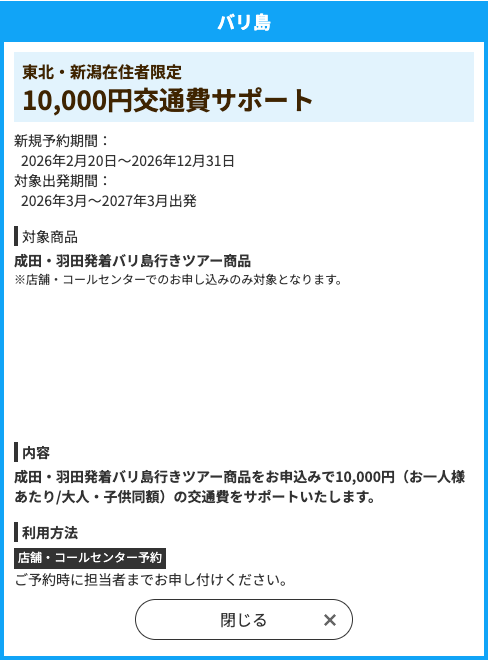 バリ島
東北・新潟在住者限定
10,000円交通費サポート
新規予約期間：
2026年2月20日～2026年12月31日
対象出発期間：
2026年3月～2027年3月出発
対象商品
成田・羽田発着バリ島行きツアー商品
※店舗・コールセンターでのお申し込みのみ対象となります。
内容
成田・羽田発着バリ島行きツアー商品をお申込みで10,000円（お一人様
あたり/大人・子供同額）の交通費をサポートいたします。
利用方法
店舗・コールセンター予約
ご予約時に担当者までお申し付けください。
閉じる ×